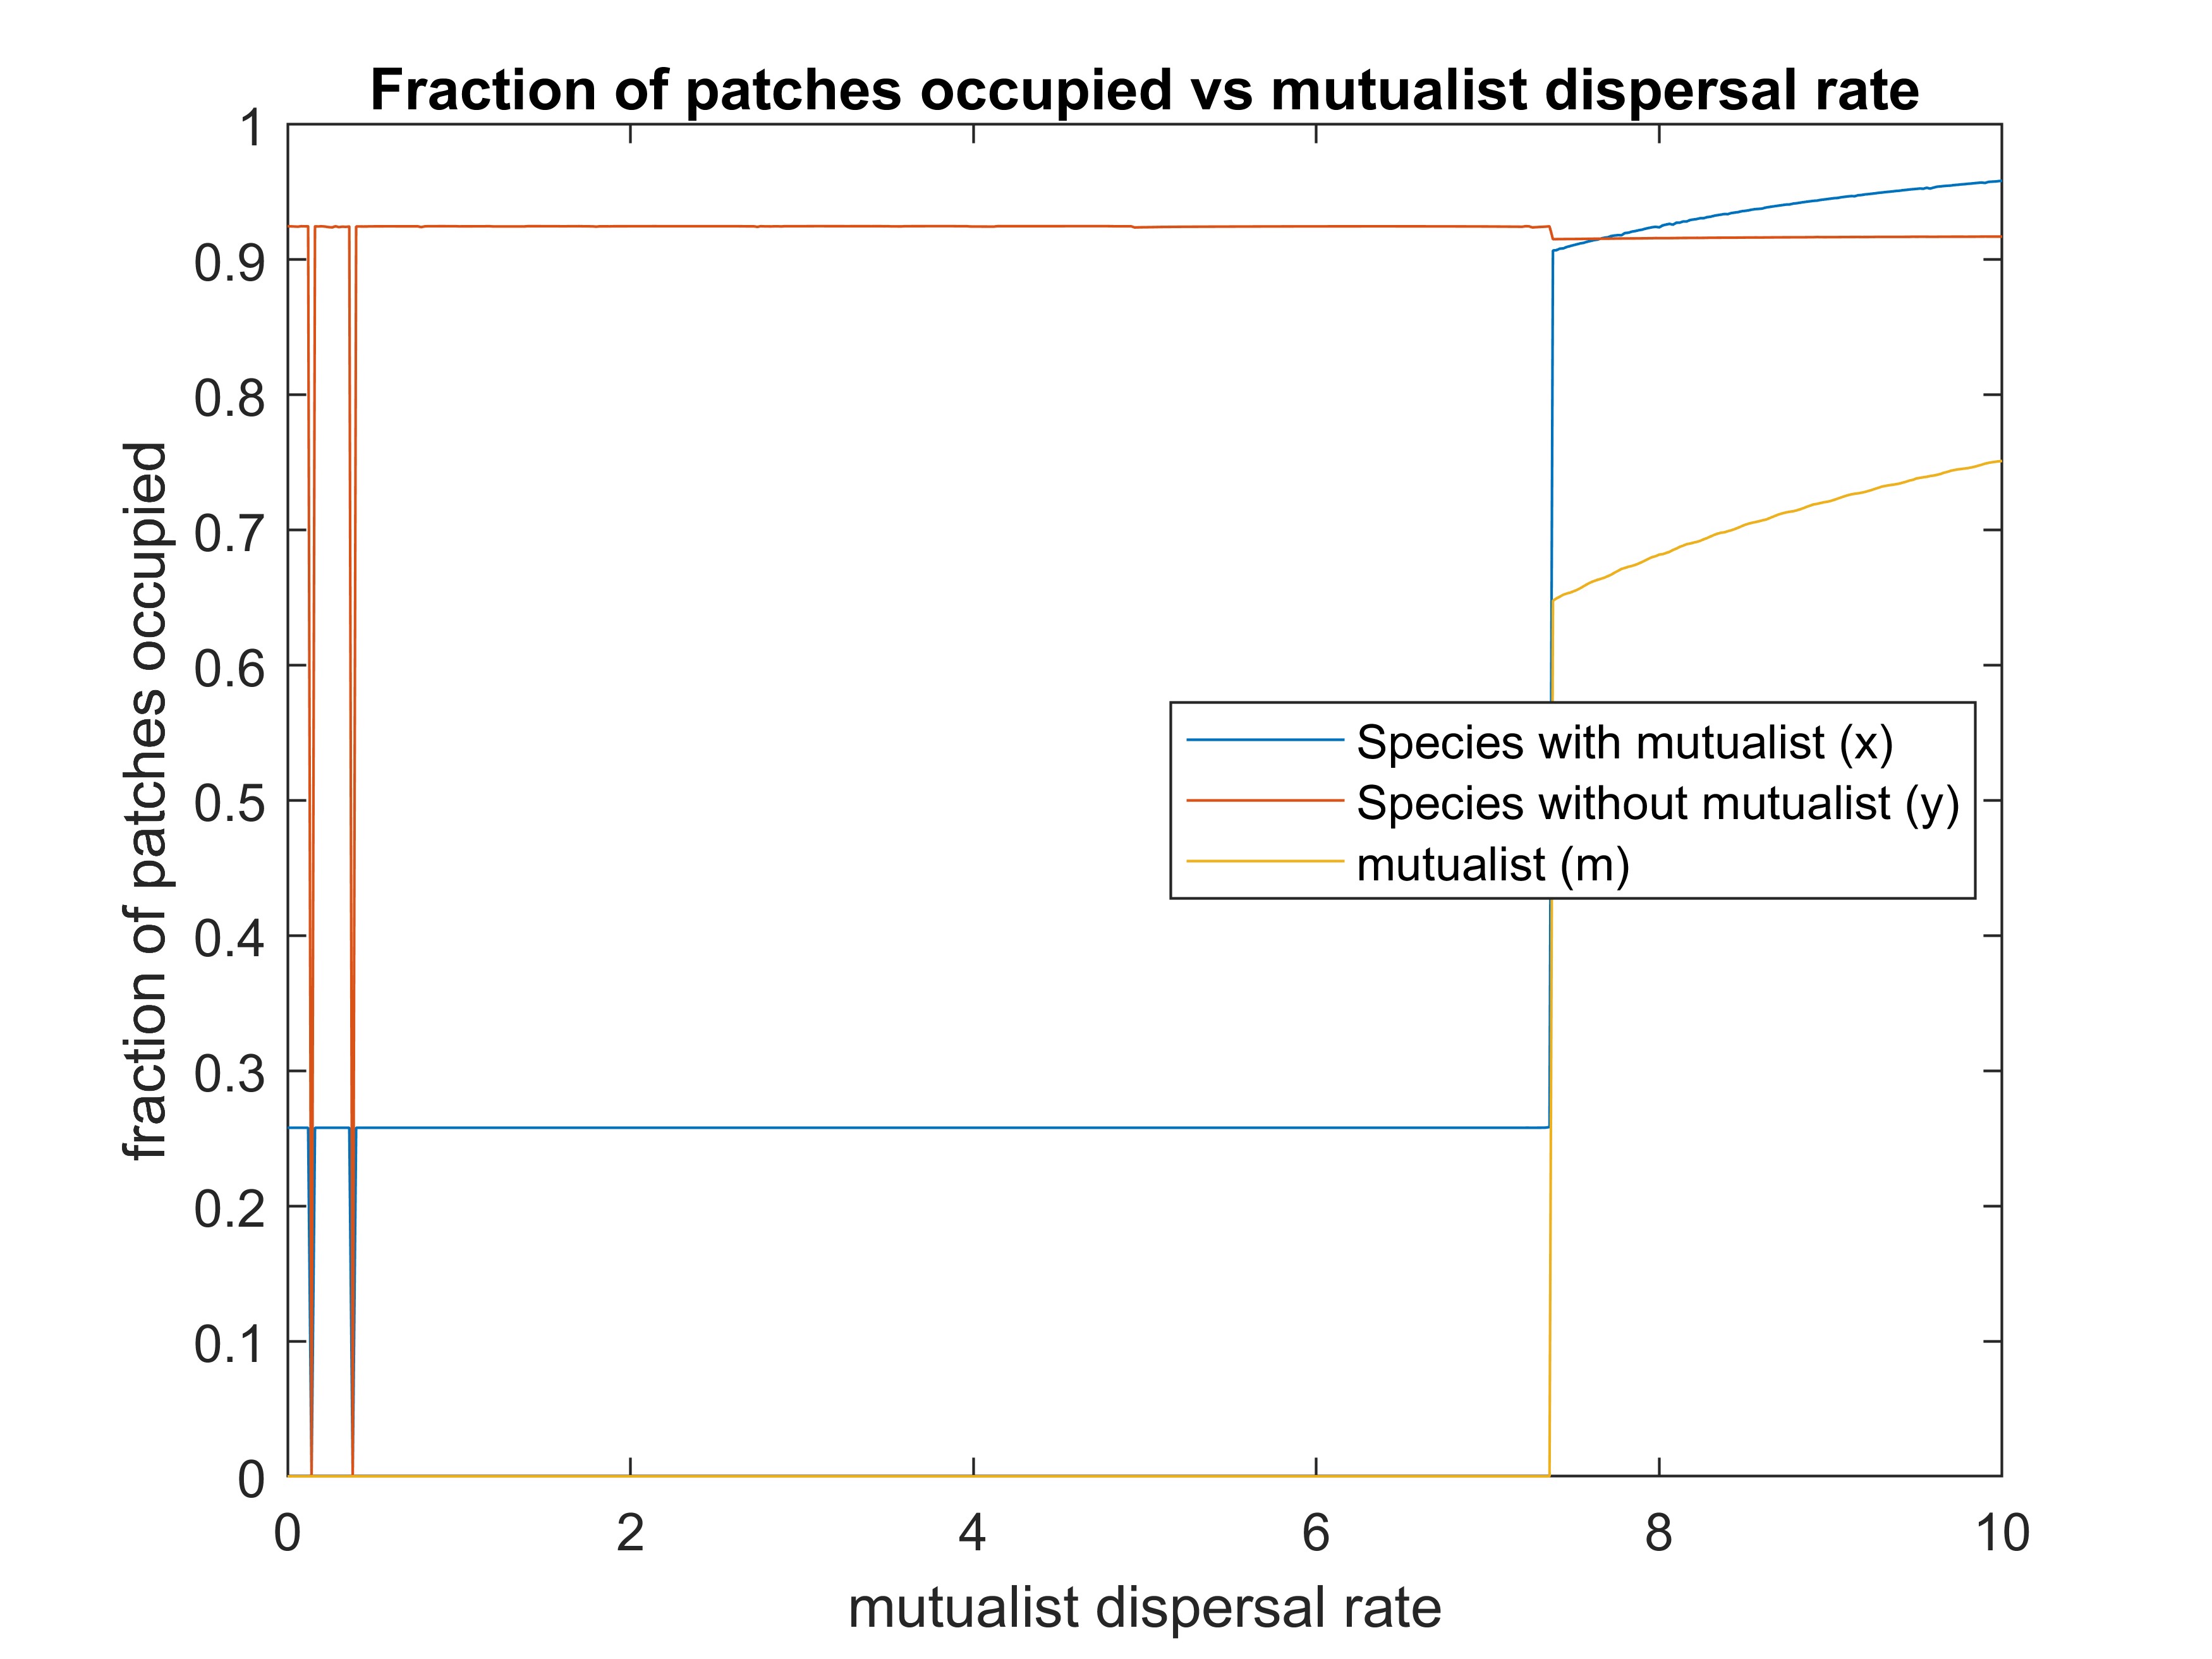 Fraction of patches occupied vs mutualist dispersal rate
1
0.9
0.8
0.7
0.6
0.5
0.4
0.3
0.2
0.1
0
fraction of patches occupied
Species with mutualist (x)
Species without mutualist (y)
mutualist (m)
0 2 4 6 8 10
mutualist dispersal rate